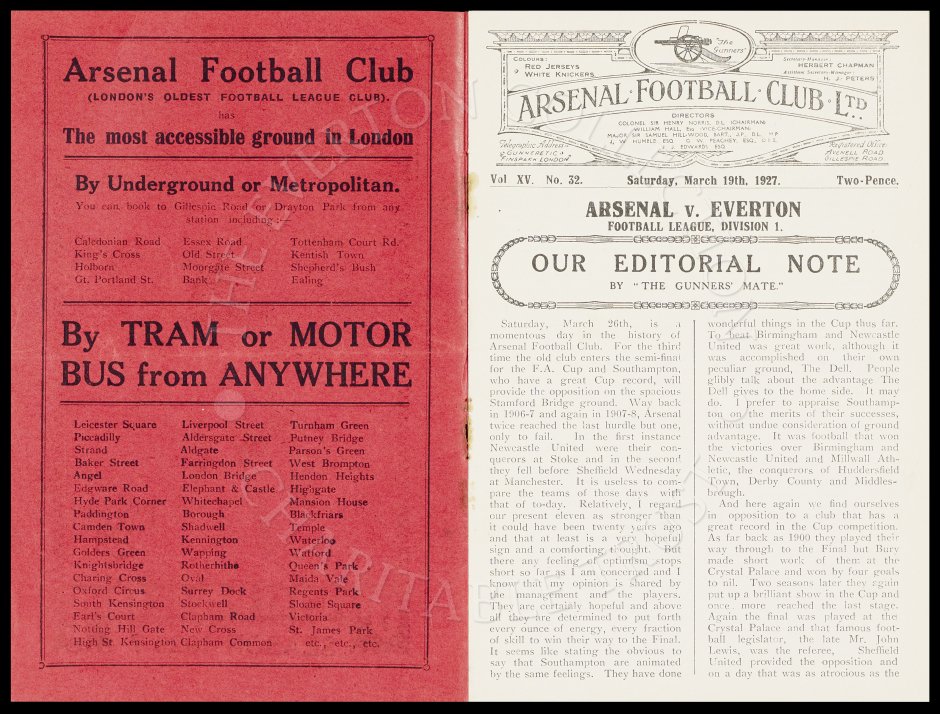 Arsenal Football Club
(LONDON'S OLDEST FOOTBALL LEAGUE CLUB).
has
The most accessible ground in London
By Underground or Metropolitan.
You can book to Gillespie Road or Drayton Park from any
station including :—
Caledonian Road Essex Road Tottenham Court Rd.
King's Cross Old Street Kentish Town
Holborn Moorgate Street Shepherd's Bush
Gt. Portland St. Bank Ealing
By TRAM or MOTOR
BUS from ANYWHERE
Leicester Square Liverpool Street Turnham Green
Piccadilly Aldersgate Street Putney Bridge
Strand Aldgate Parson's Green
Baker Street Farringdon Street West Brompton
Angel London Bridge Hendon Heights
Edgware Road Elephant & Castle Highgate
Hyde Park Corner Whitechapel Mansion House
Paddington Borough Blackfriars
Camden Town Shadwell Temple
Hampstead Kennington Waterloo
Golders Green Wapping Watford
Knightsbridge Rotherhithe Queen's Park
Charing Cross Oval Maida Vale
Oxford Circus Surrey Dock Regents Park
South Kensington Stockwell Sloane Square
Earl's Court Clapham Road Victoria
Notting Hill Gate New Cross St. James Park
High St. Kensington Clapham Common etc., etc., etc.
"The Gunners"
COLOURS:
RED JERSEYS
WHITE KNICKERS
Secretary-Manager:
HERBERT CHAPMAN
Assistant Secretary-Manager
H. J. PETERS
ARSENAL·FOOTBALL·CLUB·LTD
DIRECTORS
COLONEL SIR HENRY NORRIS, D.L. (CHAIRMAN)
WILLIAM HALL, Esq (VICE-CHAIRMAN)
MAJOR SIR SAMUEL HILL-WOOD, BART., J.P., D.L., M.P.
J. W. HUMBLE ESQ. G. W. PEACHEY, ESQ.
J. J. EDWARDS ESQ.
Telegraphic Address
GUNNERETIC
FINSPARK LONDON
Registered Office
AVENELL ROAD
GILLESPIE ROAD
Vol XV. No. 32. Saturday, March 19th, 1927. Two-Pence.
ARSENAL v. EVERTON
FOOTBALL LEAGUE, DIVISION 1.
OUR EDITORIAL NOTE
BY "THE GUNNERS' MATE."
Saturday, March 26th, is a
momentous day in the history of
Arsenal Football Club. For the third
time the old club enters the semi-final
for the F.A. Cup and Southampton,
who have a great Cup record, will
provide the opposition on the spacious
Stamford Bridge ground. Way back
in 1906-7 and again in 1907-8, Arsenal
twice reached the last hurdle but one,
only to fail. In the first instance
Newcastle United were their con-
querors at Stoke and in the second
they fell before Sheffield Wednesday
at Manchester. It is useless to com-
pare the teams of those days with
that of to-day. Relatively, I regard
our present eleven as stronger than
it could have been twenty years ago
and that at least is a very hopeful
sign and a comforting thought. But
there any feeling of optimism stops
short so far as I am concerned and I
know that my opinion is shared by
the management and the players.
They are certainly hopeful and above
all they are determined to put forth
every ounce of energy, every fraction
of skill to win their way to the Final.
It seems like stating the obvious to
say that Southampton are animated
by the same feelings. They have done
wonderful things in the Cup thus far.
To beat Birmingham and Newcastle
United was great work, although it
was accomplished on their own
peculiar ground, The Dell. People
glibly talk about the advantage The
Dell gives to the home side. It may
do. I prefer to appraise Southamp-
ton on the merits of their successes,
without undue consideration of ground
advantage. It was football that won
the victories over Birmingham and
Newcastle United and Millwall Ath-
letic, the conquerors of Huddersfield
Town, Derby County and Middles-
brough.
And here again we find ourselves
in opposition to a club that has a
great record in the Cup competition.
As far back as 1900 they played their
way through to the Final but Bury
made short work of them at the
Crystal Palace and won by four goals
to nil. Two seasons later they again
put up a brilliant show in the Cup and
once more reached the last stage.
Again the final was played at the
Crystal Palace and that famous foot-
ball legislator, the late Mr. John
Lewis, was the referee, Sheffield
United provided the opposition and
on a day that was as atrocious as the